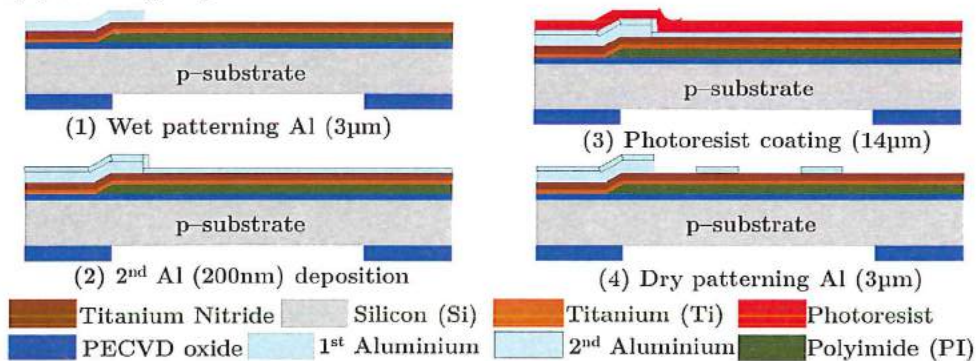 p–substrate
(1) Wet patterning Al (3µm)
p–substrate
(3) Photoresist coating (14µm)
p–substrate
(2) 2nd Al (200nm) deposition
p–substrate
(4) Dry patterning Al (3µm)
Titanium Nitride
Silicon (Si)
Titanium (Ti)
Photoresist
PECVD oxide
1st Aluminium
2nd Aluminium
Polyimide (PI)